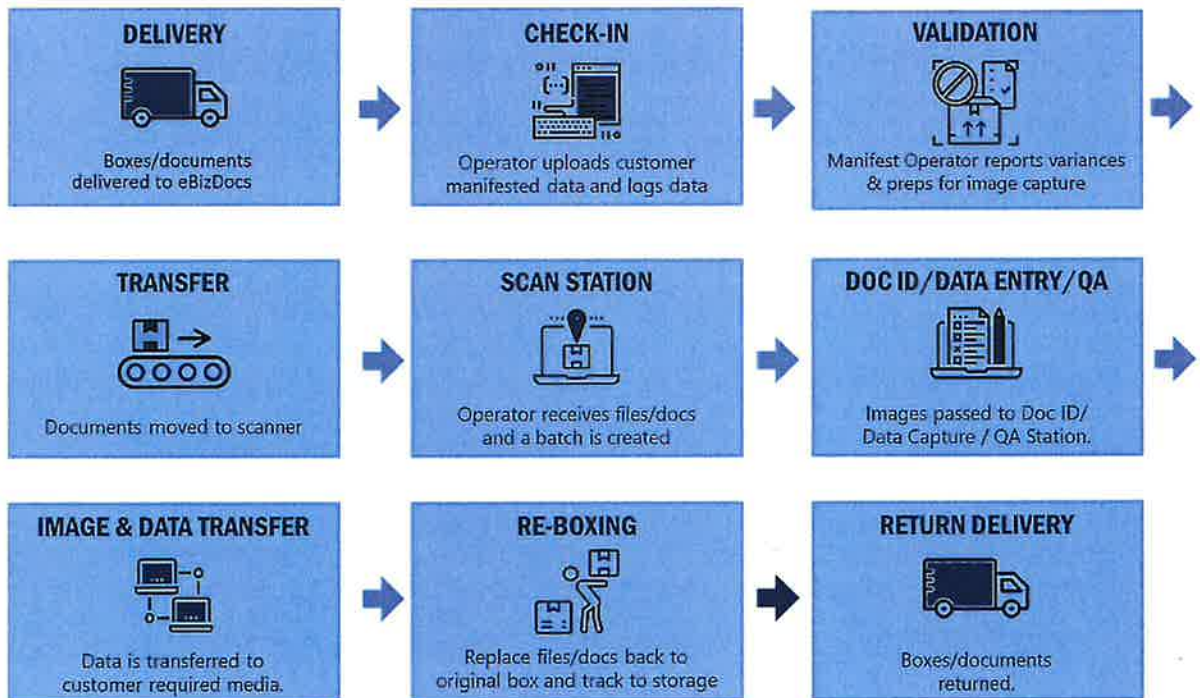 DELIVERY
Boxes/documents
delivered to eBizDocs
CHECK-IN
Operator uploads customer
manifested data and logs data
VALIDATION
Manifest Operator reports variances
& preps for image capture
TRANSFER
Documents moved to scanner
SCAN STATION
Operator receives files/docs
and a batch is created
DOC ID/DATA ENTRY/QA
Images passed to Doc ID/
Data Capture / QA Station.
IMAGE & DATA TRANSFER
Data is transferred to
customer required media.
RE-BOXING
Replace files/docs back to
original box and track to storage
RETURN DELIVERY
Boxes/documents
returned.